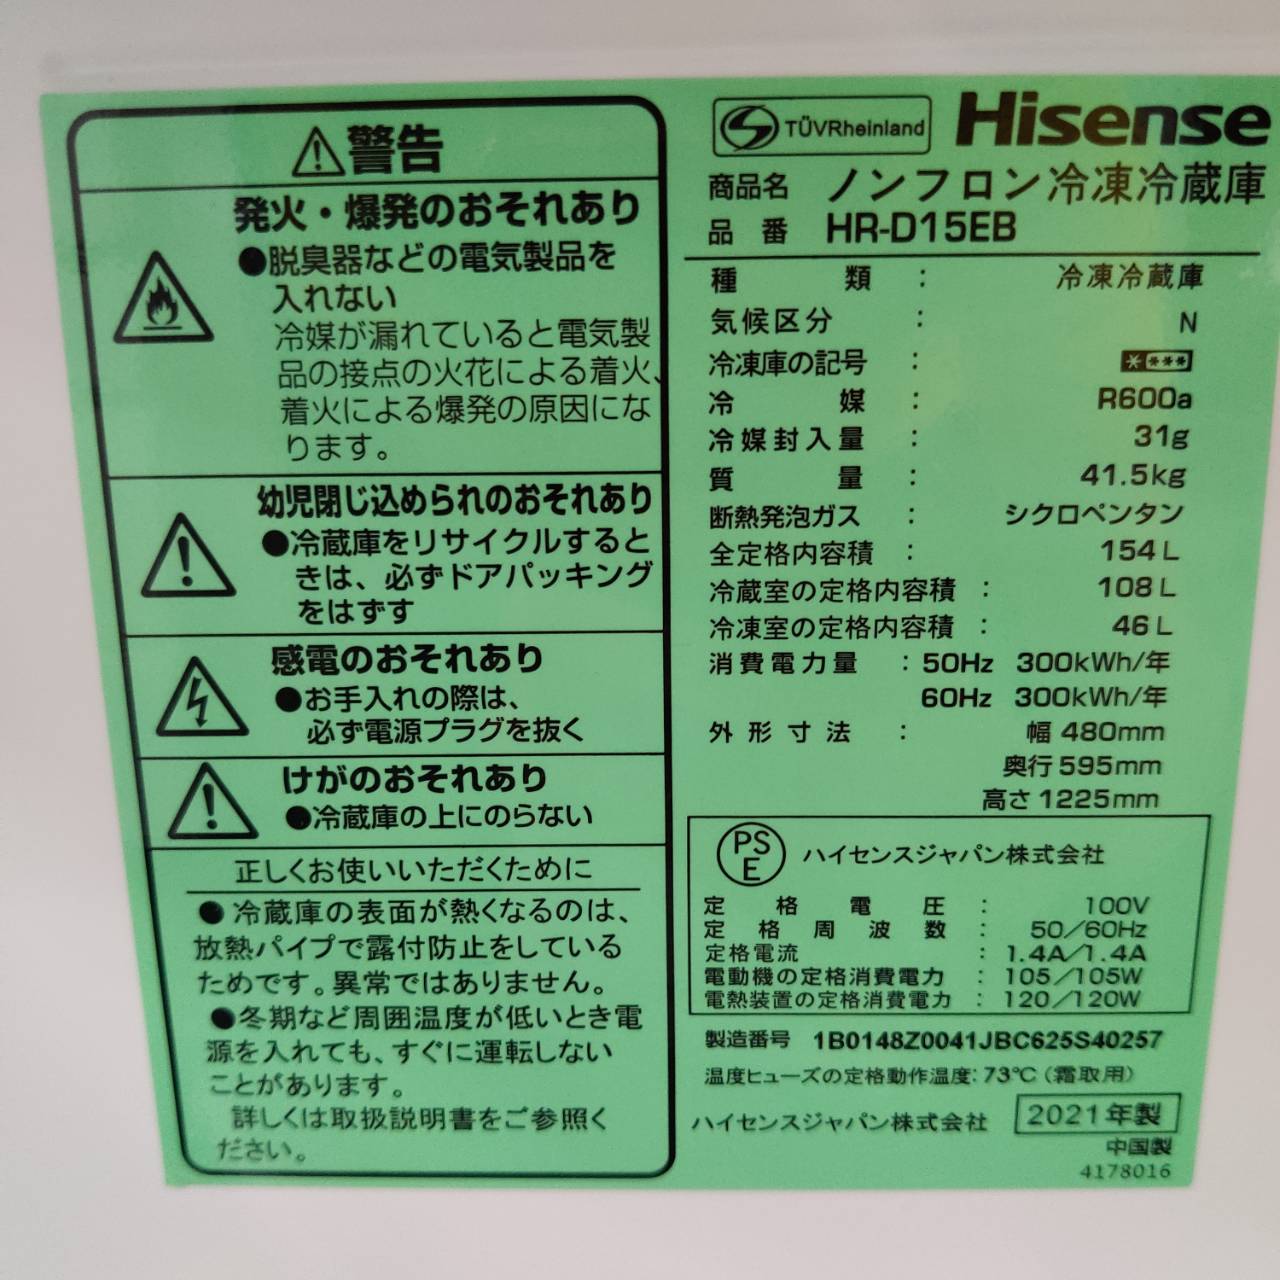 警告
発火・爆発のおそれあり
●脱臭器などの電気製品を
入れない
冷媒が漏れていると電気製
品の接点の火花による着火、
着火による爆発の原因にな
ります。
幼児閉じ込められのおそれあり
●冷蔵庫をリサイクルすると
きは、必ずドアパッキング
をはずす
感電のおそれあり
●お手入れの際は、
必ず電源プラグを抜く
けがのおそれあり
●冷蔵庫の上にのらない
正しくお使いいただくために
●冷蔵庫の表面が熱くなるのは、
放熱パイプで露付防止をしている
ためです。異常ではありません。
●冬期など周囲温度が低いとき電
源を入れても、すぐに運転しない
ことがあります。
詳しくは取扱説明書をご参照く
ださい。
TÜVRheinland Hisense
商品名 ノンフロン冷凍冷蔵庫
品番 HR-D15EB
種類 : 冷凍冷蔵庫
気候区分 : N
冷凍庫の記号 : ****
冷媒 : R600a
冷媒封入量 : 31g
質量 : 41.5kg
断熱発泡ガス : シクロペンタン
全定格内容積 : 154L
冷蔵室の定格内容積 : 108L
冷凍室の定格内容積 : 46L
消費電力量 : 50Hz 300kWh/年
60Hz 300kWh/年
外形寸法 : 幅480mm
奥行595mm
高さ1225mm
PSE ハイセンスジャパン株式会社
定格電圧 : 100V
定格周波数 : 50/60Hz
定格電流 : 1.4A/1.4A
電動機の定格消費電力 : 105/105W
電熱装置の定格消費電力 : 120/120W
製造番号 1B0148Z0041JBC625S40257
温度ヒューズの定格動作温度:73℃(霜取用)
ハイセンスジャパン株式会社 2021年製
中国製
4178016